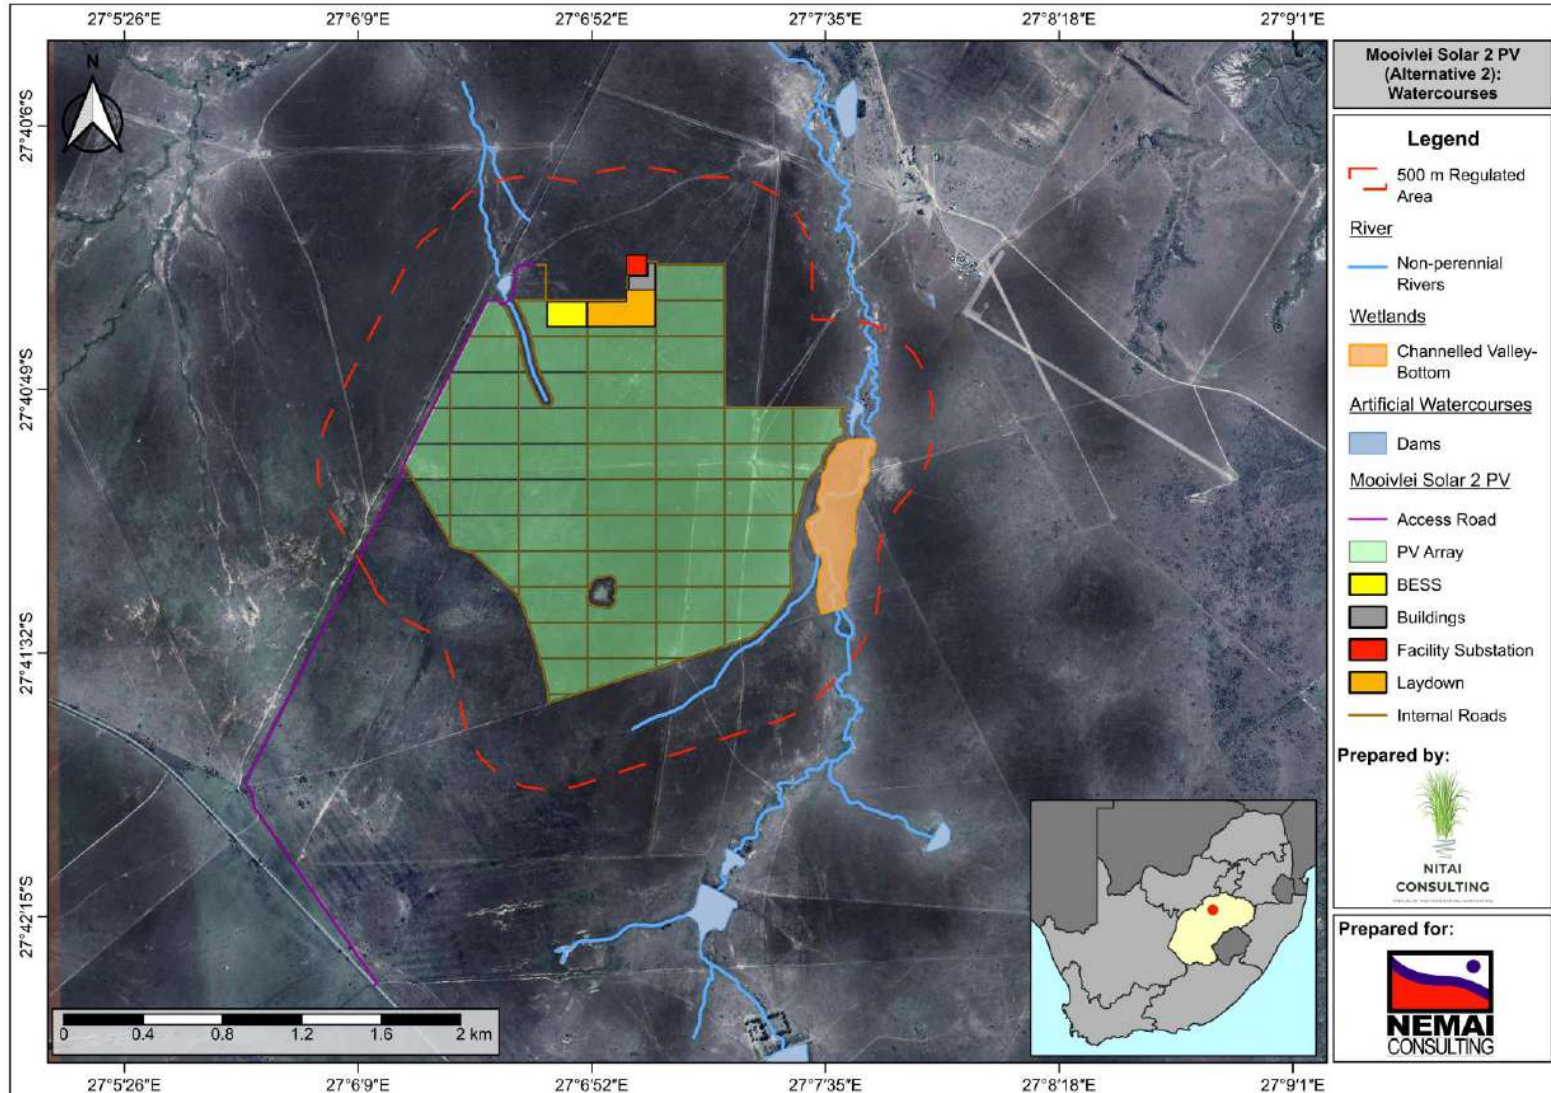 27°5'26"E 27°6'9"E 27°6'52"E 27°7'35"E 27°8'18"E 27°9'1"E
N
27°40'6"S
27°40'49"S
27°41'32"S
27°42'15"S
0 0.4 0.8 1.2 1.6 2 km
27°5'26"E 27°6'9"E 27°6'52"E 27°7'35"E 27°8'18"E 27°9'1"E
Mooivlei Solar 2 PV
(Alternative 2):
Watercourses
Legend
500 m Regulated
Area
River
Non-perennial
Rivers
Wetlands
Channelled Valley-
Bottom
Artificial Watercourses
Dams
Mooivlei Solar 2 PV
Access Road
PV Array
BESS
Buildings
Facility Substation
Laydown
Internal Roads
Prepared by:
NITAI
CONSULTING
Prepared for:
NEMAI
CONSULTING